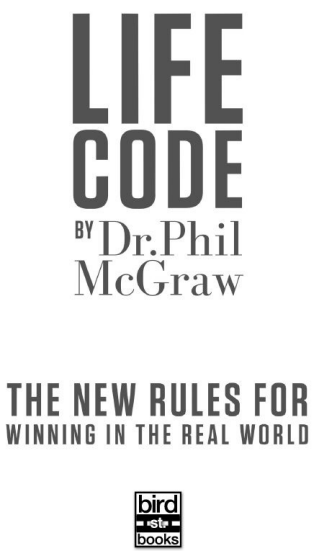 LIFE
CODE
BY Dr. Phil
McGraw
THE NEW RULES FOR
WINNING IN THE REAL WORLD
bird
st
books